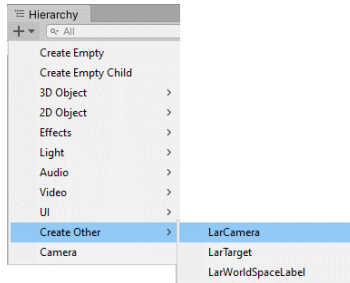 Hierarchy
All
Create Empty
Create Empty Child
3D Object
2D Object
Effects
Light
Audio
Video
UI
Create Other
LarCamera
Camera
LarTarget
LarWorldSpaceLabel